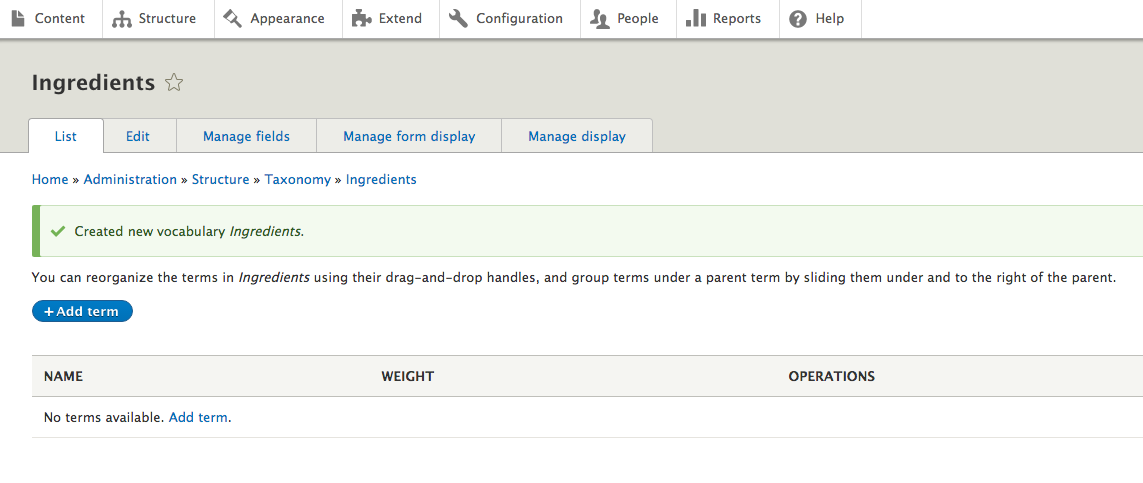 Content Structure Appearance Extend Configuration People Reports Help
Ingredients
List Edit Manage fields Manage form display Manage display
Home » Administration » Structure » Taxonomy » Ingredients
Created new vocabulary Ingredients.
You can reorganize the terms in Ingredients using their drag-and-drop handles, and group terms under a parent term by sliding them under and to the right of the parent.
+ Add term
NAME WEIGHT OPERATIONS
No terms available. Add term.